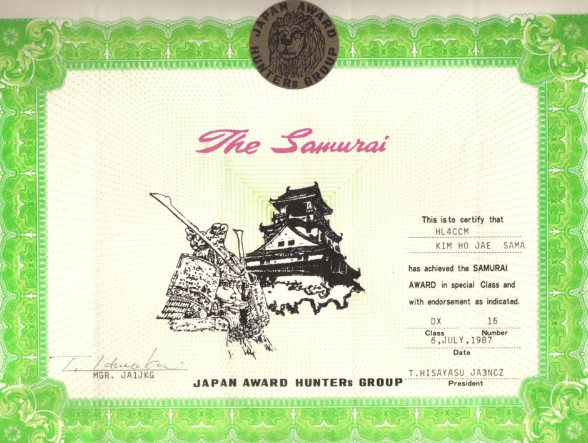 JAPAN AWARD
HUNTERs GROUP
The Samurai
This is to certify that
HL4CCM
KIM HO JAE SAMA
has achieved the SAMURAI
AWARD in special Class and
with endorsement as indicated.
DX 16
Class Number
6,JULY,1987
Date
MGR. JA1JKG
JAPAN AWARD HUNTERs GROUP
T.HISAYASU JA3NCZ
President